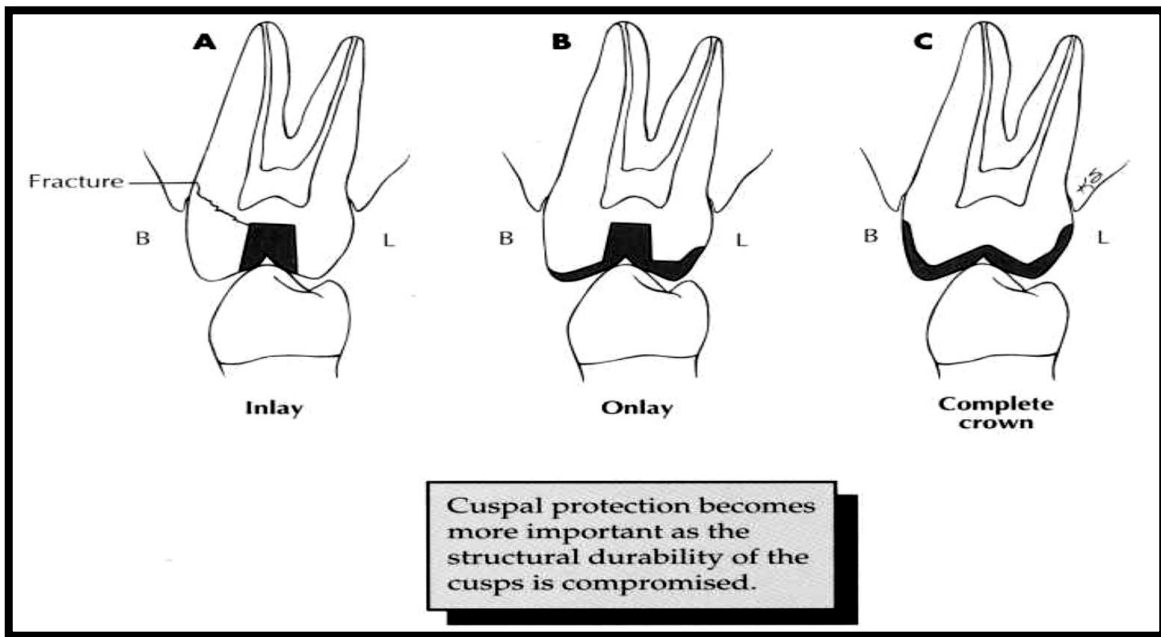 A
B
C
Fracture
B
L
B
L
B
L
Inlay
Onlay
Complete
crown
Cuspal protection becomes
more important as the
structural durability of the
cusps is compromised.